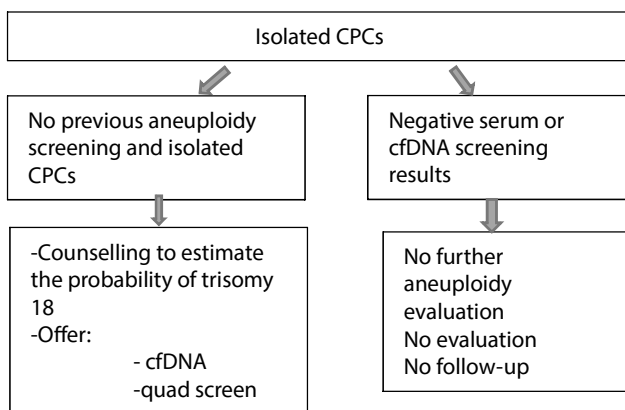 Isolated CPCs
No previous aneuploidy
screening and isolated
CPCs
Negative serum or
cfDNA screening
results
-Counselling to estimate
the probability of trisomy
18
-Offer:
- cfDNA
-quad screen
No further
aneuploidy
evaluation
No evaluation
No follow-up